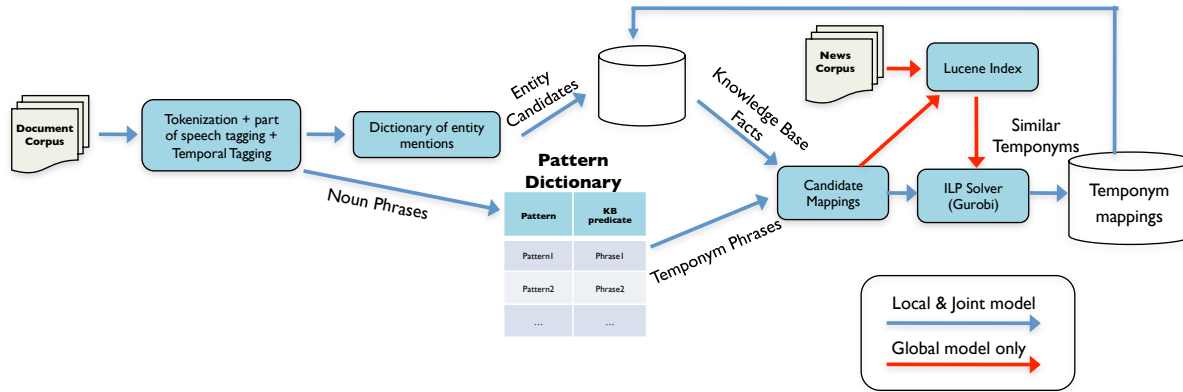 Document
Corpus
Tokenization + part
of speech tagging +
Temporal Tagging
Dictionary of entity
mentions
Entity
Candidates
Noun Phrases
Pattern
Dictionary
Pattern
KB
predicate
Pattern1
Phrase1
Pattern2
Phrase2
...
...
Knowledge Base
Facts
Temponym Phrases
News
Corpus
Lucene Index
Candidate
Mappings
Similar
Temponyms
ILP Solver
(Gurobi)
Temponym
mappings
Local & Joint model
Global model only